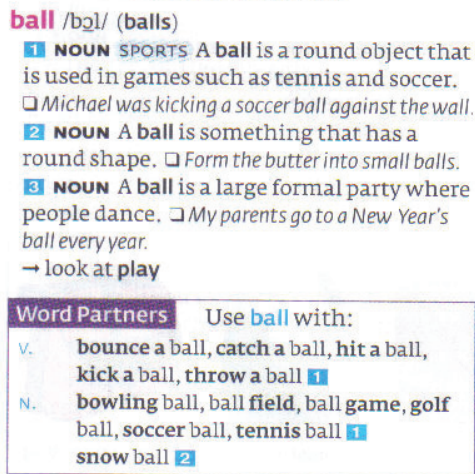 ball /bɔl/ (balls)
1 NOUN SPORTS A ball is a round object that
is used in games such as tennis and soccer.
❑ Michael was kicking a soccer ball against the wall.
2 NOUN A ball is something that has a
round shape. ❑ Form the butter into small balls.
3 NOUN A ball is a large formal party where
people dance. ❑ My parents go to a New Year's
ball every year.
→ look at play
Word Partners Use ball with:
V. bounce a ball, catch a ball, hit a ball,
kick a ball, throw a ball 1
N. bowling ball, ball field, ball game, golf
ball, soccer ball, tennis ball 1
snow ball 2